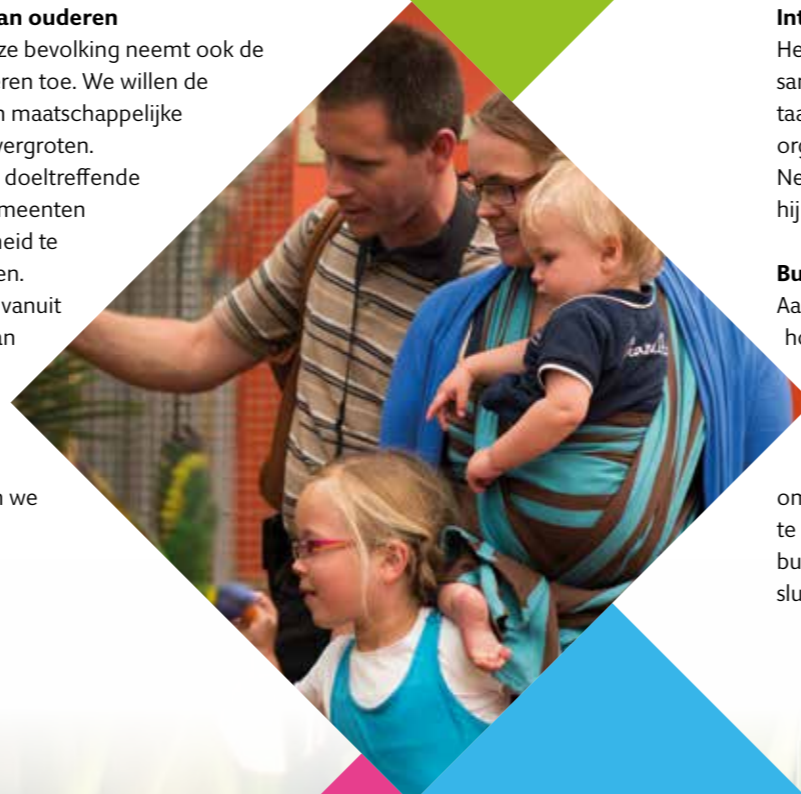 an ouderen
ze bevolking neemt ook de
ren toe. We willen de
n maatschappelijke
vergroten.
doeltreffende
meenten
heid te
en.
vanuit
an
n we
Int
He
sam
taa
org
Ne
hij
Bu
Aa
ho
on
te
bu
slu